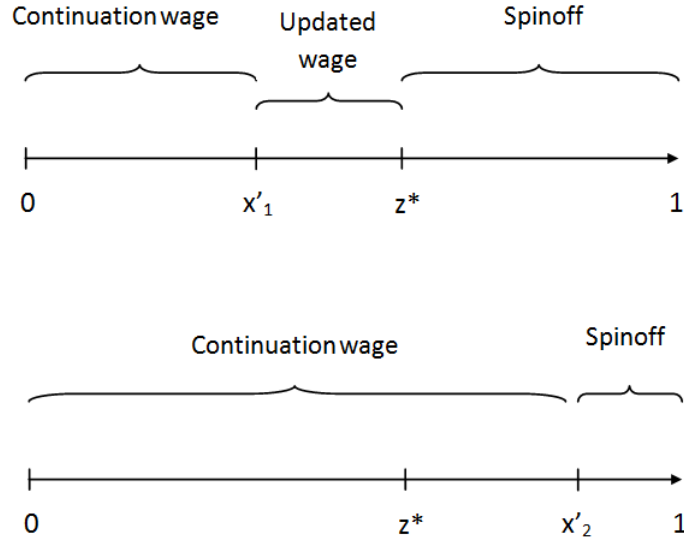 Continuation wage
Updated
wage
Spinoff
0
x'₁
z*
1
Continuation wage
Spinoff
0
z*
x'₂
1